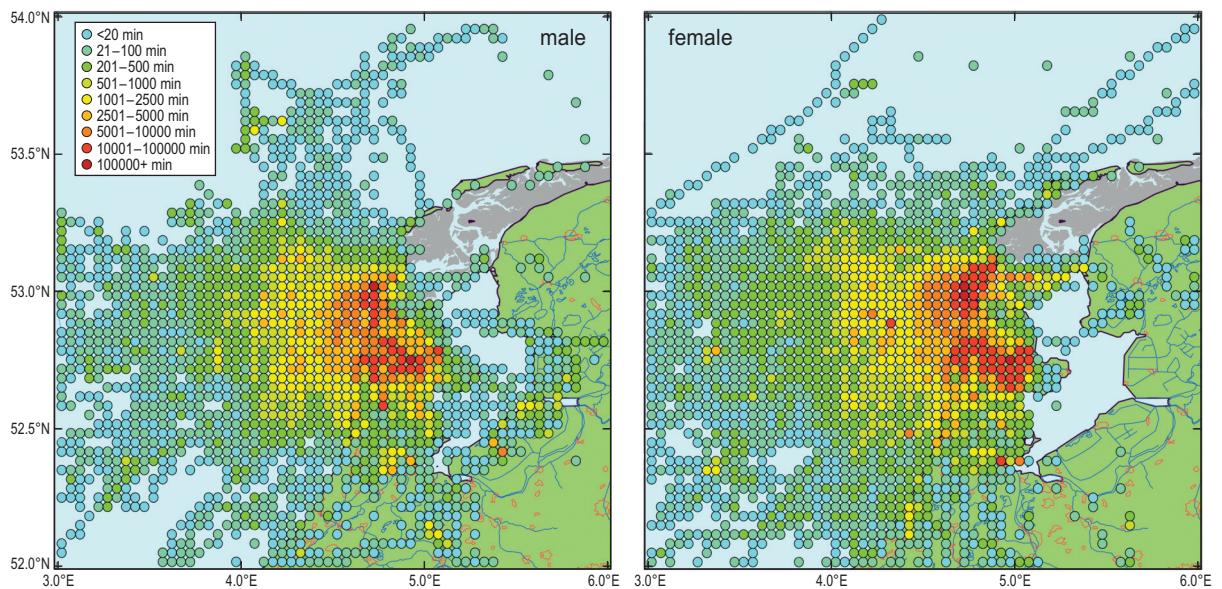 54.0°N
male
female
<20 min
21–100 min
201–500 min
501–1000 min
1001–2500 min
2501–5000 min
5001–10000 min
10001–100000 min
100000+ min
53.5°N
53.0°N
52.5°N
52.0°N
3.0°E
4.0°E
5.0°E
6.0°E
3.0°E
4.0°E
5.0°E
6.0°E